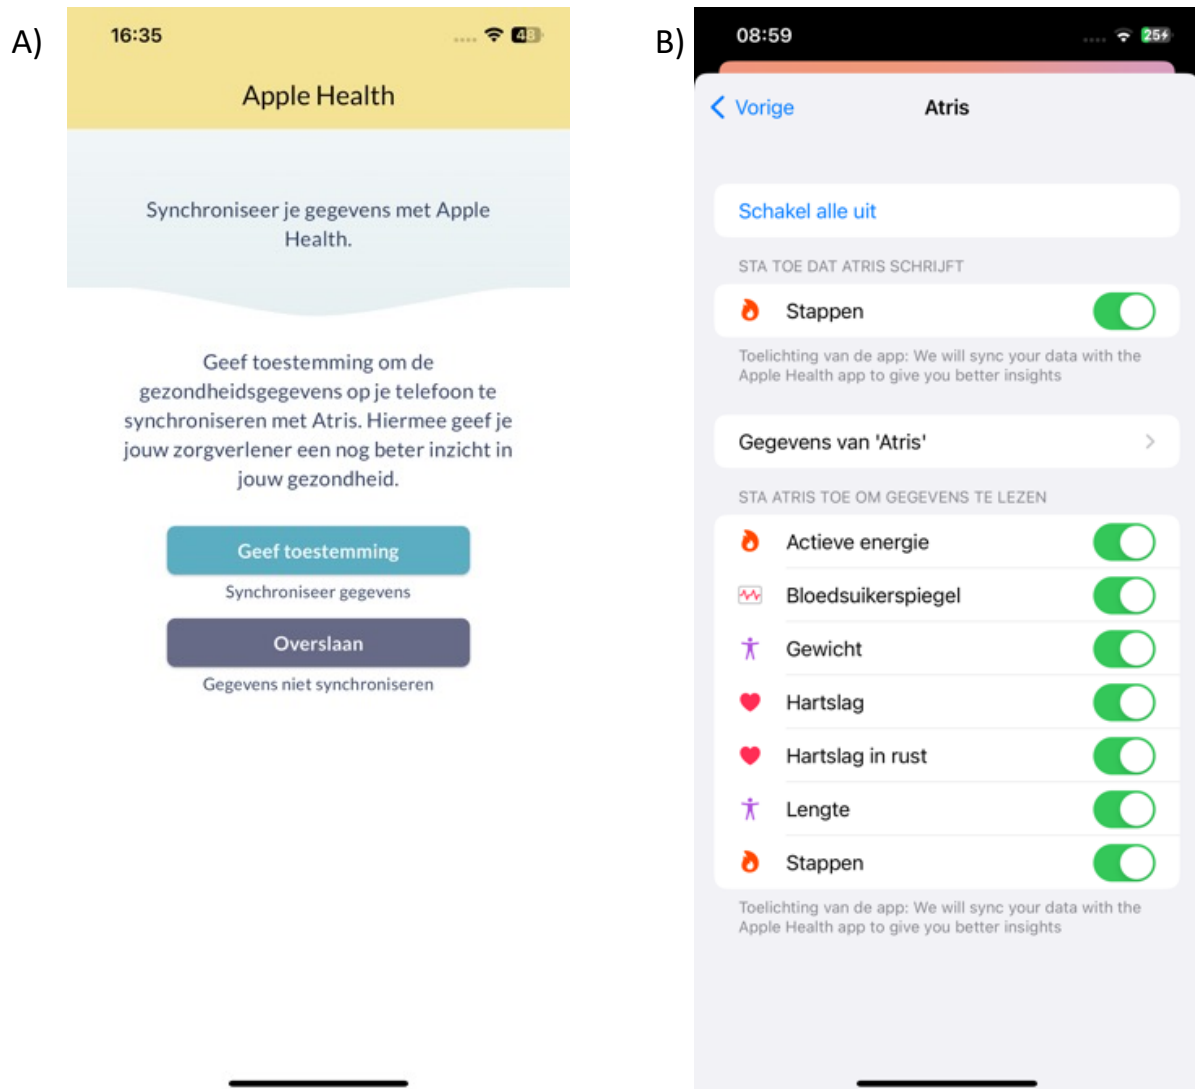 A)
16:35
48
Apple Health
Synchroniseer je gegevens met Apple
Health.
Geef toestemming om de
gezondheidsgegevens op je telefoon te
synchroniseren met Atris. Hiermee geef je
jouw zorgverlener een nog beter inzicht in
jouw gezondheid.
Geef toestemming
Synchroniseer gegevens
Overslaan
Gegevens niet synchroniseren
B)
08:59
25
Vorige
Atris
Schakel alle uit
STA TOE DAT ATRIS SCHRIJFT
Stappen
Toelichting van de app: We will sync your data with the
Apple Health app to give you better insights
Gegevens van 'Atris'
STA ATRIS TOE OM GEGEVENS TE LEZEN
Actieve energie
Bloedsuikerspiegel
Gewicht
Hartslag
Hartslag in rust
Lengte
Stappen
Toelichting van de app: We will sync your data with the
Apple Health app to give you better insights